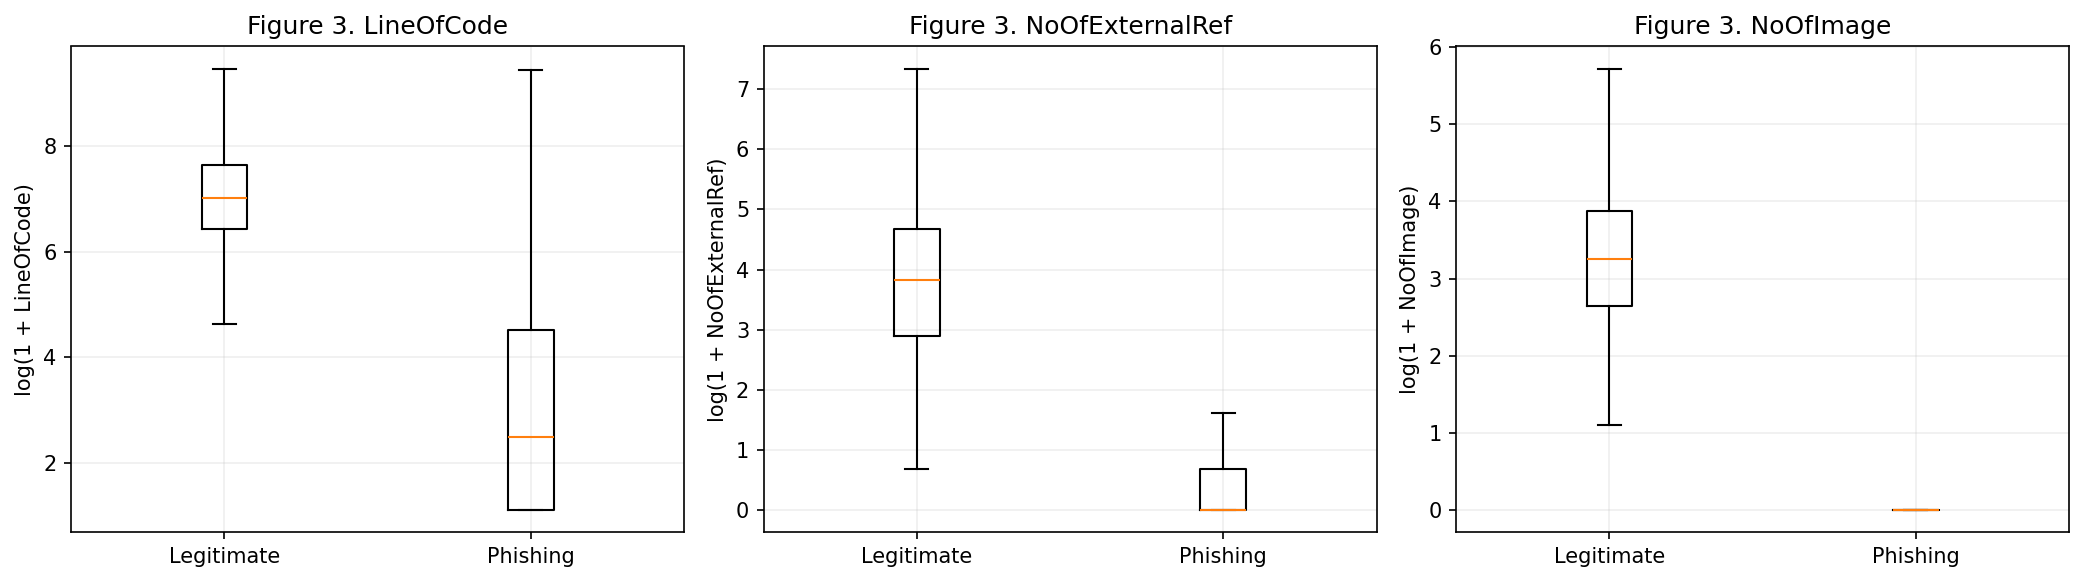 Figure 3. LineOfCode
log(1 + LineOfCode)
8
6
4
2
Legitimate
Phishing
Figure 3. NoOfExternalRef
log(1 + NoOfExternalRef)
7
6
5
4
3
2
1
0
Legitimate
Phishing
Figure 3. NoOfImage
log(1 + NoOfImage)
6
5
4
3
2
1
0
Legitimate
Phishing